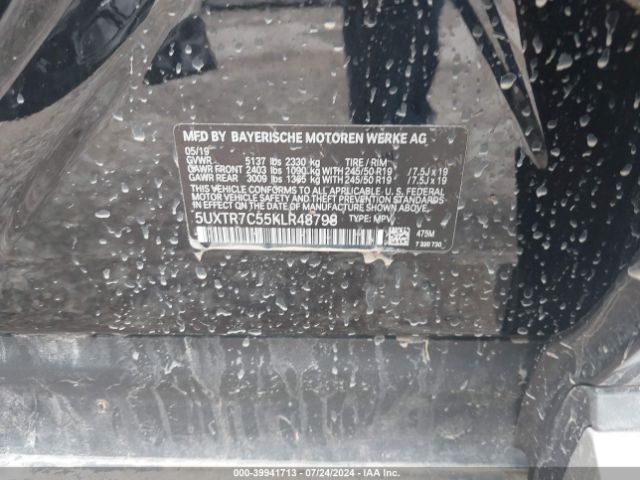 MFD BY BAYERISCHE MOTOREN WERKE AG
05/19
GVWR 5137 lbs 2330 kg TIRE / RIM
GAWR FRONT 2403 lbs 1090 kg WITH 245/50 R19 /7.5J x 19
GAWR REAR 3009 lbs 1365 kg WITH 245/50 R19 /7.5J x 19
THIS VEHICLE CONFORMS TO ALL APPLICABLE U.S. FEDERAL
MOTOR VEHICLE SAFETY, BUMPER, AND THEFT PREVENTION
STANDARDS IN EFFECT ON THE DATE OF MANUFACTURE SHOWN ABOVE.
5UXTR7C55KLR48798 TYPE: MPV
475M
7 320 730
000-39941713 / 07/24/2024 / IAA Inc.